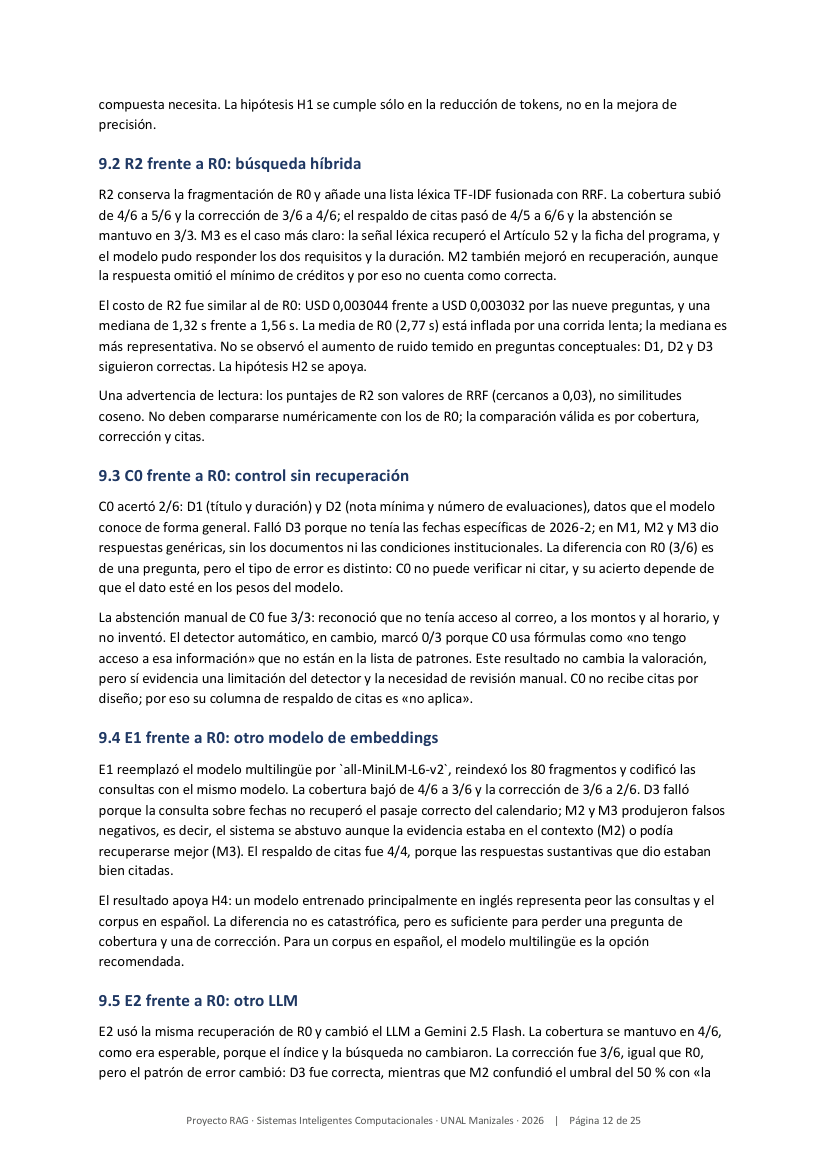 compuesta necesita. La hipótesis H1 se cumple sólo en la reducción de tokens, no en la mejora de
precisión.
9.2 R2 frente a R0: búsqueda híbrida
R2 conserva la fragmentación de R0 y añade una lista léxica TF-IDF fusionada con RRF. La cobertura subió
de 4/6 a 5/6 y la corrección de 3/6 a 4/6; el respaldo de citas pasó de 4/5 a 6/6 y la abstención se
mantuvo en 3/3. M3 es el caso más claro: la señal léxica recuperó el Artículo 52 y la ficha del programa, y
el modelo pudo responder los dos requisitos y la duración. M2 también mejoró en recuperación, aunque
la respuesta omitió el mínimo de créditos y por eso no cuenta como correcta.
El costo de R2 fue similar al de R0: USD 0,003044 frente a USD 0,003032 por las nueve preguntas, y una
mediana de 1,32 s frente a 1,56 s. La media de R0 (2,77 s) está inflada por una corrida lenta; la mediana es
más representativa. No se observó el aumento de ruido temido en preguntas conceptuales: D1, D2 y D3
siguieron correctas. La hipótesis H2 se apoya.
Una advertencia de lectura: los puntajes de R2 son valores de RRF (cercanos a 0,03), no similitudes
coseno. No deben compararse numéricamente con los de R0; la comparación válida es por cobertura,
corrección y citas.
9.3 C0 frente a R0: control sin recuperación
C0 acertó 2/6: D1 (título y duración) y D2 (nota mínima y número de evaluaciones), datos que el modelo
conoce de forma general. Falló D3 porque no tenía las fechas específicas de 2026-2; en M1, M2 y M3 dio
respuestas genéricas, sin los documentos ni las condiciones institucionales. La diferencia con R0 (3/6) es
de una pregunta, pero el tipo de error es distinto: C0 no puede verificar ni citar, y su acierto depende de
que el dato esté en los pesos del modelo.
La abstención manual de C0 fue 3/3: reconoció que no tenía acceso al correo, a los montos y al horario, y
no inventó. El detector automático, en cambio, marcó 0/3 porque C0 usa fórmulas como «no tengo
acceso a esa información» que no están en la lista de patrones. Este resultado no cambia la valoración,
pero sí evidencia una limitación del detector y la necesidad de revisión manual. C0 no recibe citas por
diseño; por eso su columna de respaldo de citas es «no aplica».
9.4 E1 frente a R0: otro modelo de embeddings
E1 reemplazó el modelo multilingüe por `all-MiniLM-L6-v2`, reindexó los 80 fragmentos y codificó las
consultas con el mismo modelo. La cobertura bajó de 4/6 a 3/6 y la corrección de 3/6 a 2/6. D3 falló
porque la consulta sobre fechas no recuperó el pasaje correcto del calendario; M2 y M3 produjeron falsos
negativos, es decir, el sistema se abstuvo aunque la evidencia estaba en el contexto (M2) o podía
recuperarse mejor (M3). El respaldo de citas fue 4/4, porque las respuestas sustantivas que dio estaban
bien citadas.
El resultado apoya H4: un modelo entrenado principalmente en inglés representa peor las consultas y el
corpus en español. La diferencia no es catastrófica, pero es suficiente para perder una pregunta de
cobertura y una de corrección. Para un corpus en español, el modelo multilingüe es la opción
recomendada.
9.5 E2 frente a R0: otro LLM
E2 usó la misma recuperación de R0 y cambió el LLM a Gemini 2.5 Flash. La cobertura se mantuvo en 4/6,
como era esperable, porque el índice y la búsqueda no cambiaron. La corrección fue 3/6, igual que R0,
pero el patrón de error cambió: D3 fue correcta, mientras que M2 confundió el umbral del 50 % con «la
Proyecto RAG · Sistemas Inteligentes Computacionales · UNAL Manizales · 2026 | Página 12 de 25